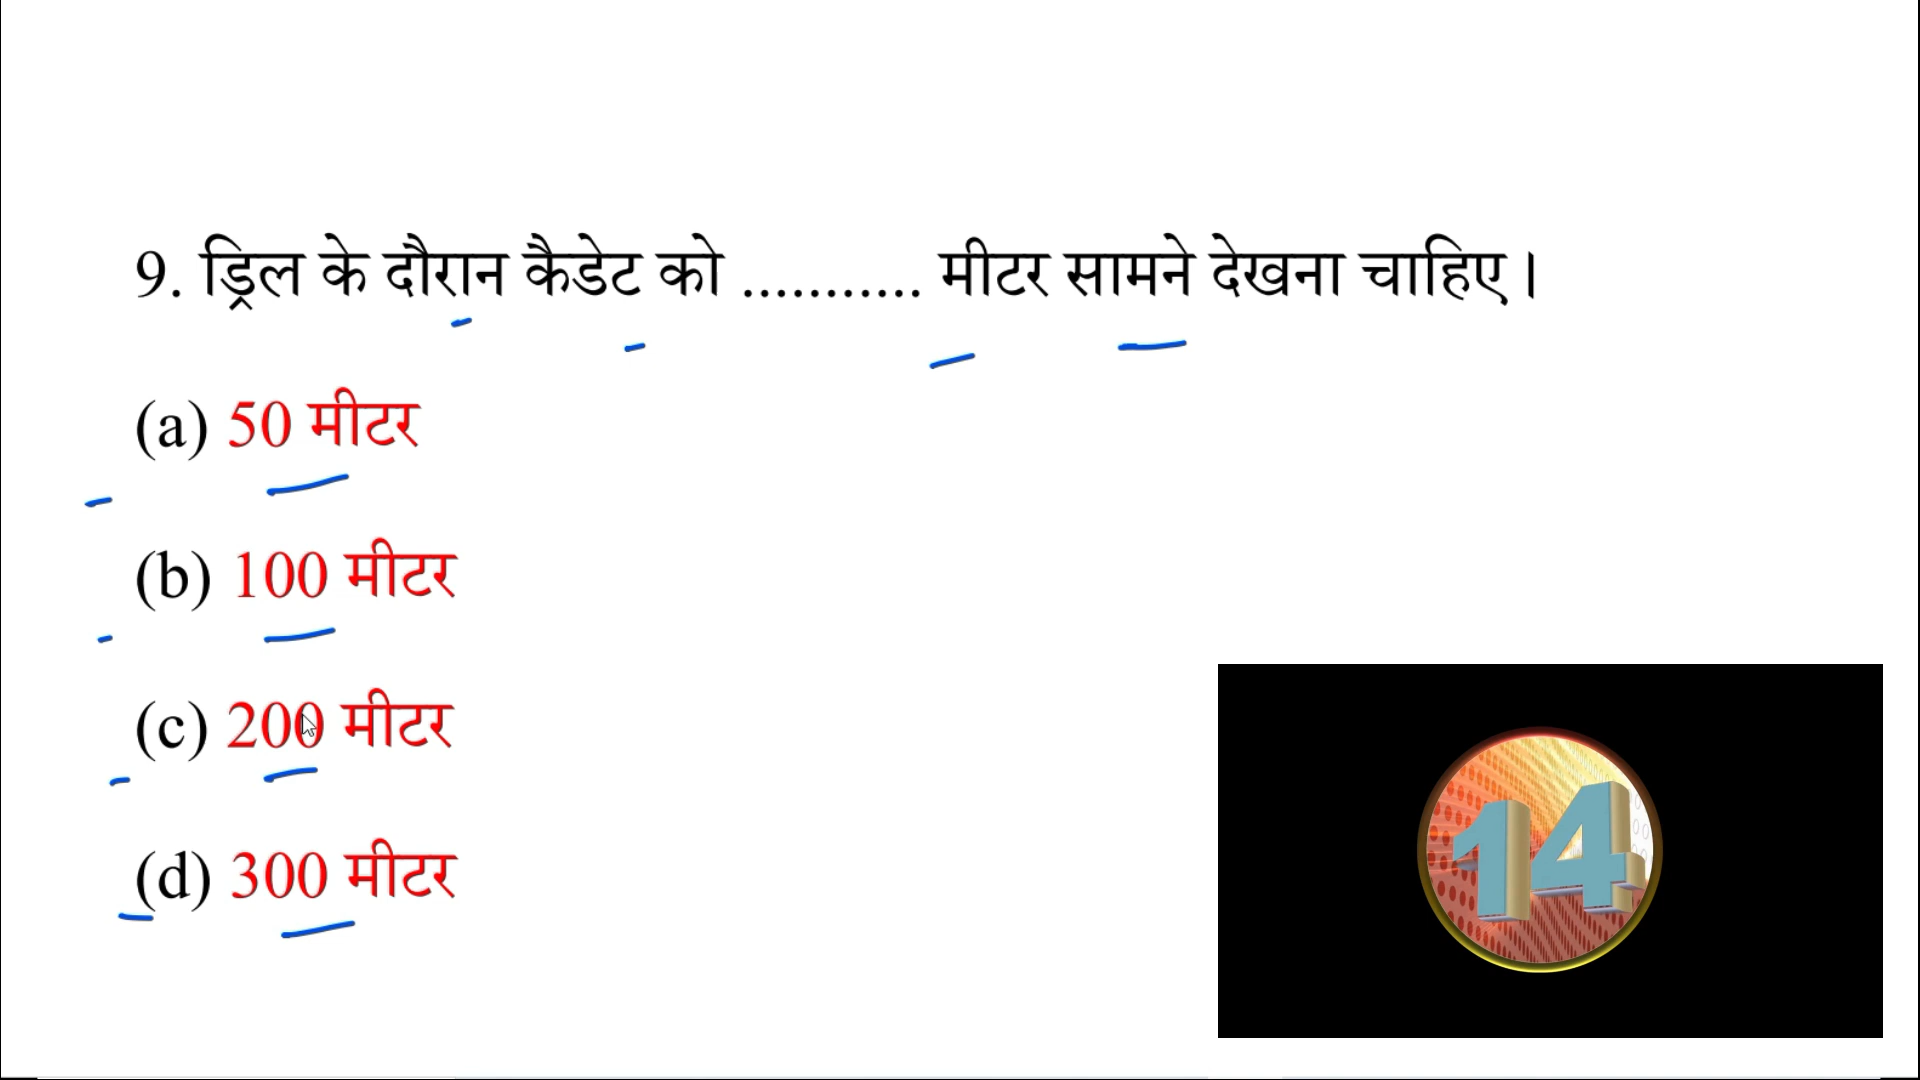 9. ड्रिल के दौरान कैडेट को ........... मीटर सामने देखना चाहिए।
(a) 50 मीटर
(b) 100 मीटर
(c) 200 मीटर
(d) 300 मीटर
14